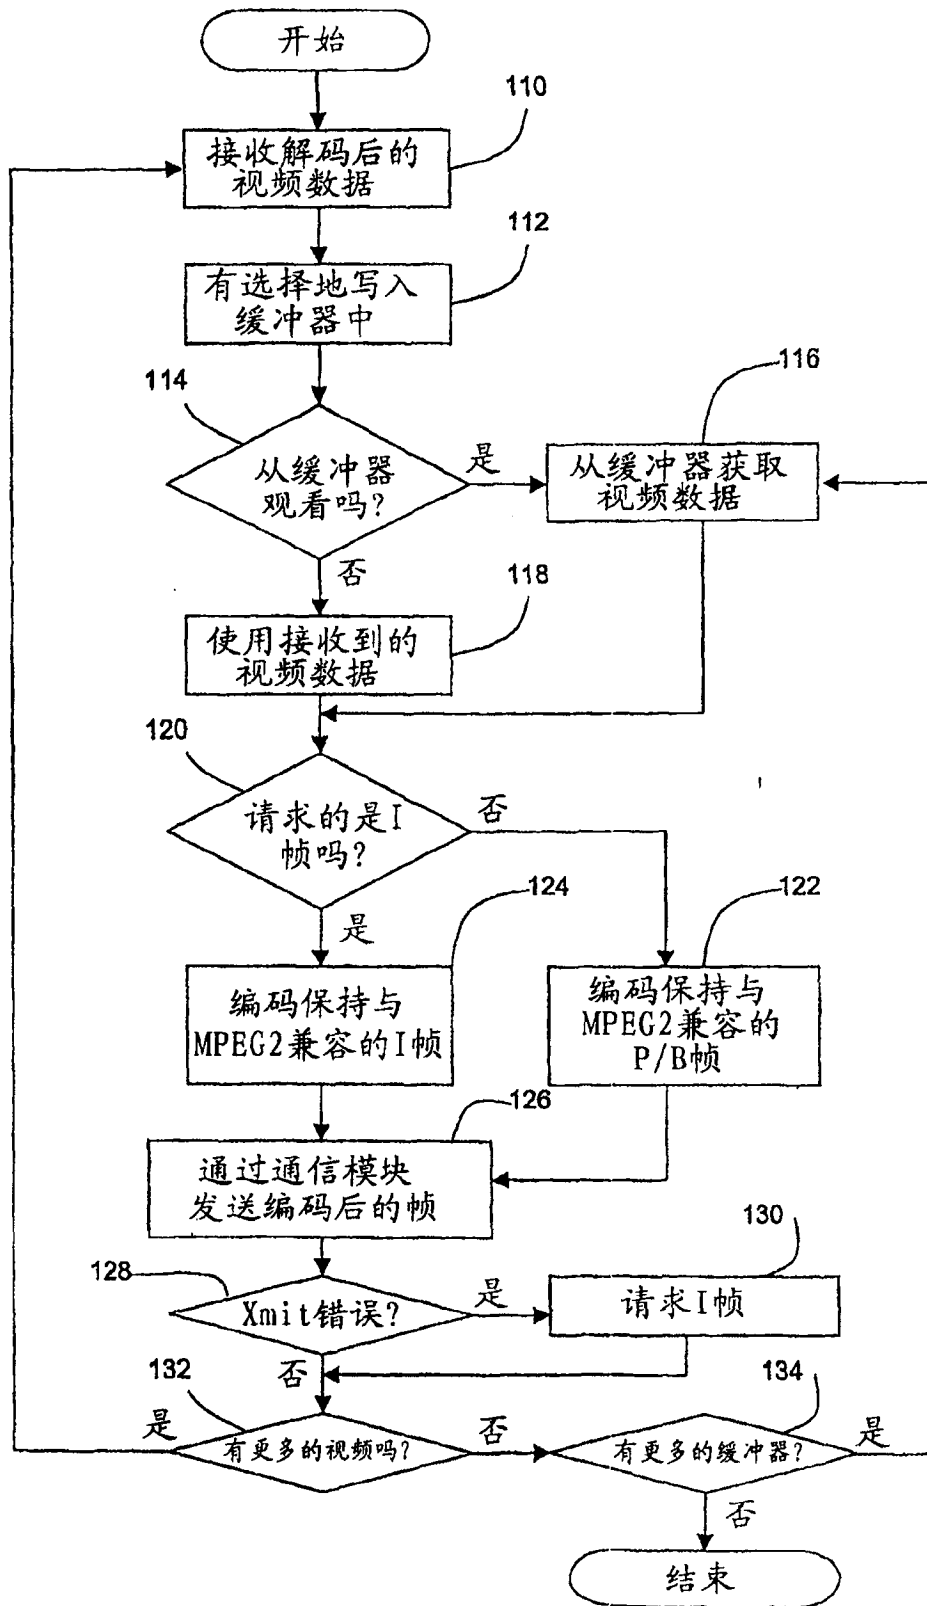 开始
110
接收解码后的
视频数据
112
有选择地写入
缓冲器中
114
从缓冲器
观看吗?
是
116
从缓冲器获取
视频数据
否
118
使用接收到的
视频数据
120
请求的是I
帧吗?
否
是
124
编码保持与
MPEG2兼容的I帧
122
编码保持与
MPEG2兼容的
P/B帧
126
通过通信模块
发送编码后的帧
128
Xmit错误?
是
130
请求I帧
否
132
是
有更多的视频吗?
否
134
有更多的缓冲器?
是
否
结束